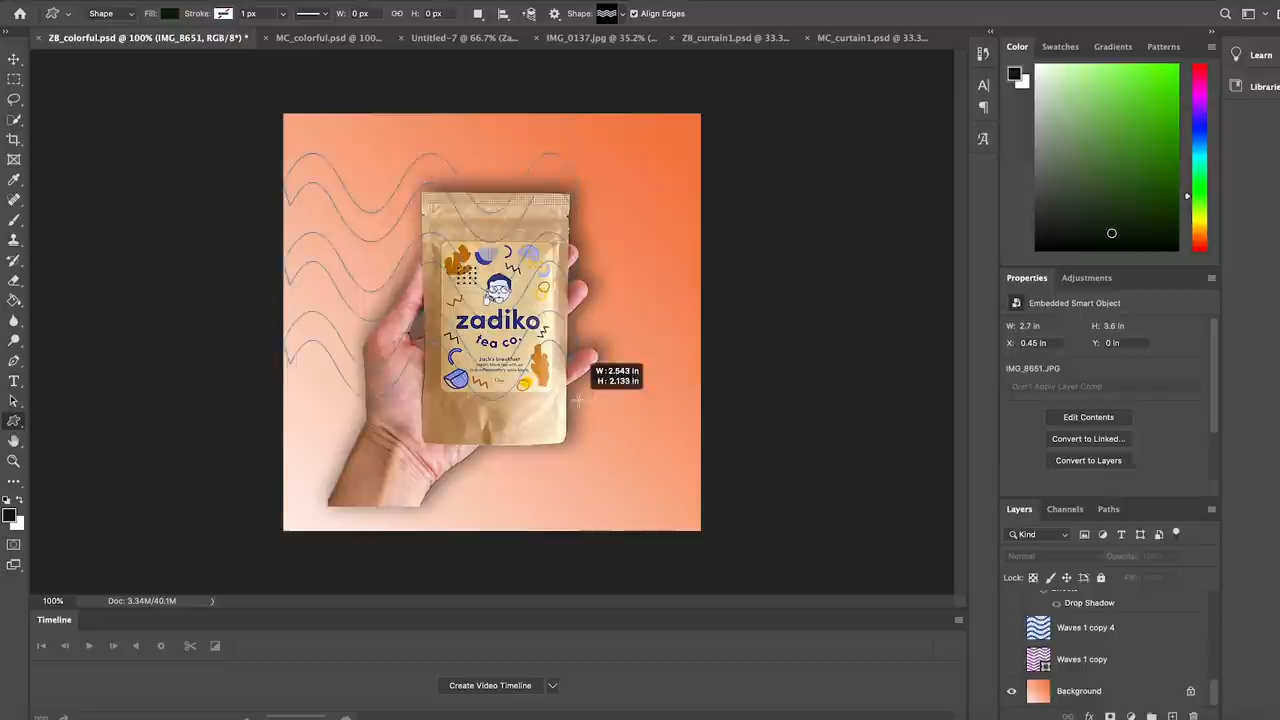 Shape Fill: Stroke: 1 px W: 0 px H: 0 px Shape: Align Edges
ZB_colorful.psd @ 100% (IMG_8651, RGB/8*) * MC_colorful.psd @ 100... Untitled-7 @ 66.7% (Za... IMG_0137.jpg @ 35.2% (... ZB_curtain1.psd @ 33.3... MC_curtain1.psd @ 33.3...
Color Swatches Gradients Patterns
Learn
Librarie
zadiko
tea co.
zach's breakfast
W: 2.543 in
H: 2.133 in
Properties Adjustments
Embedded Smart Object
W: 2.7 in H: 3.6 in
X: 0.45 in Y: 0 in
IMG_8651.JPG
Don't Apply Layer Comp
Edit Contents
Convert to Linked...
Convert to Layers
Layers Channels Paths
Kind
Normal Opacity:
Lock: Fill:
Effects
Drop Shadow
Waves 1 copy 4
Waves 1 copy
Background
100% Doc: 3.34M/40.1M
Timeline
Create Video Timeline